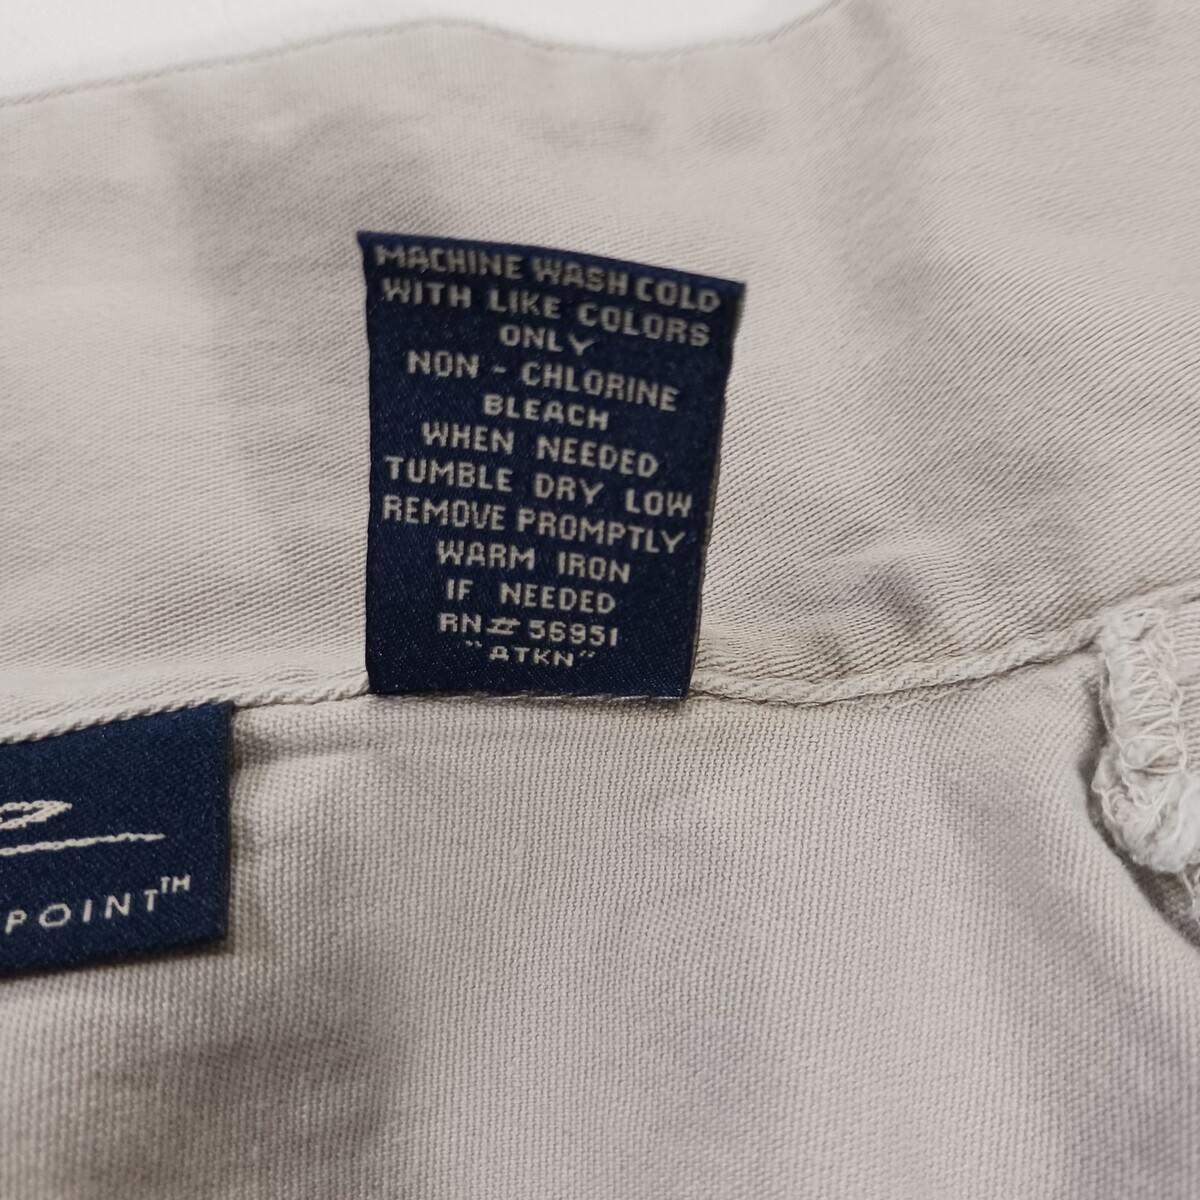 MACHINE WASH COLD
WITH LIKE COLORS
ONLY
NON - CHLORINE
BLEACH
WHEN NEEDED
TUMBLE DRY LOW
REMOVE PROMPTLY
WARM IRON
IF NEEDED
RN# 56951
"ATKN"
POINT™